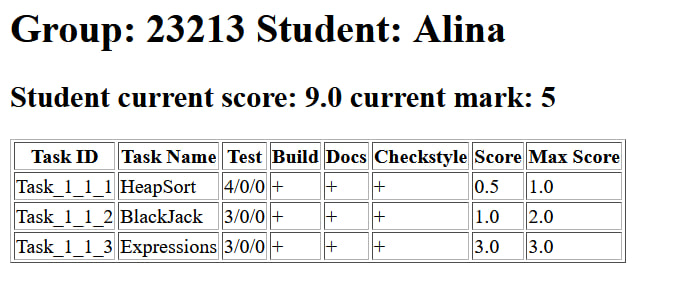 Group: 23213 Student: Alina
Student current score: 9.0 current mark: 5
Task ID Task Name Test Build Docs Checkstyle Score Max Score
Task_1_1_1 HeapSort 4/0/0 + + + 0.5 1.0
Task_1_1_2 BlackJack 3/0/0 + + + 1.0 2.0
Task_1_1_3 Expressions 3/0/0 + + + 3.0 3.0